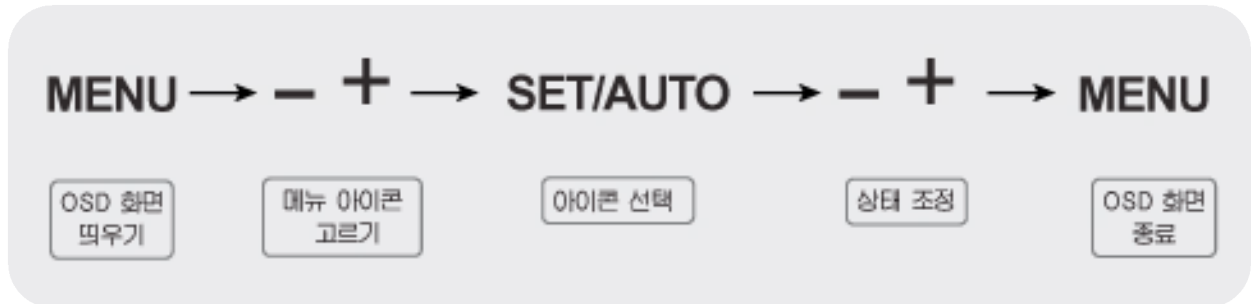 MENU → − + → SET/AUTO → − + → MENU
OSD 화면
띄우기
메뉴 아이콘
고르기
아이콘 선택
상태 조정
OSD 화면
종료